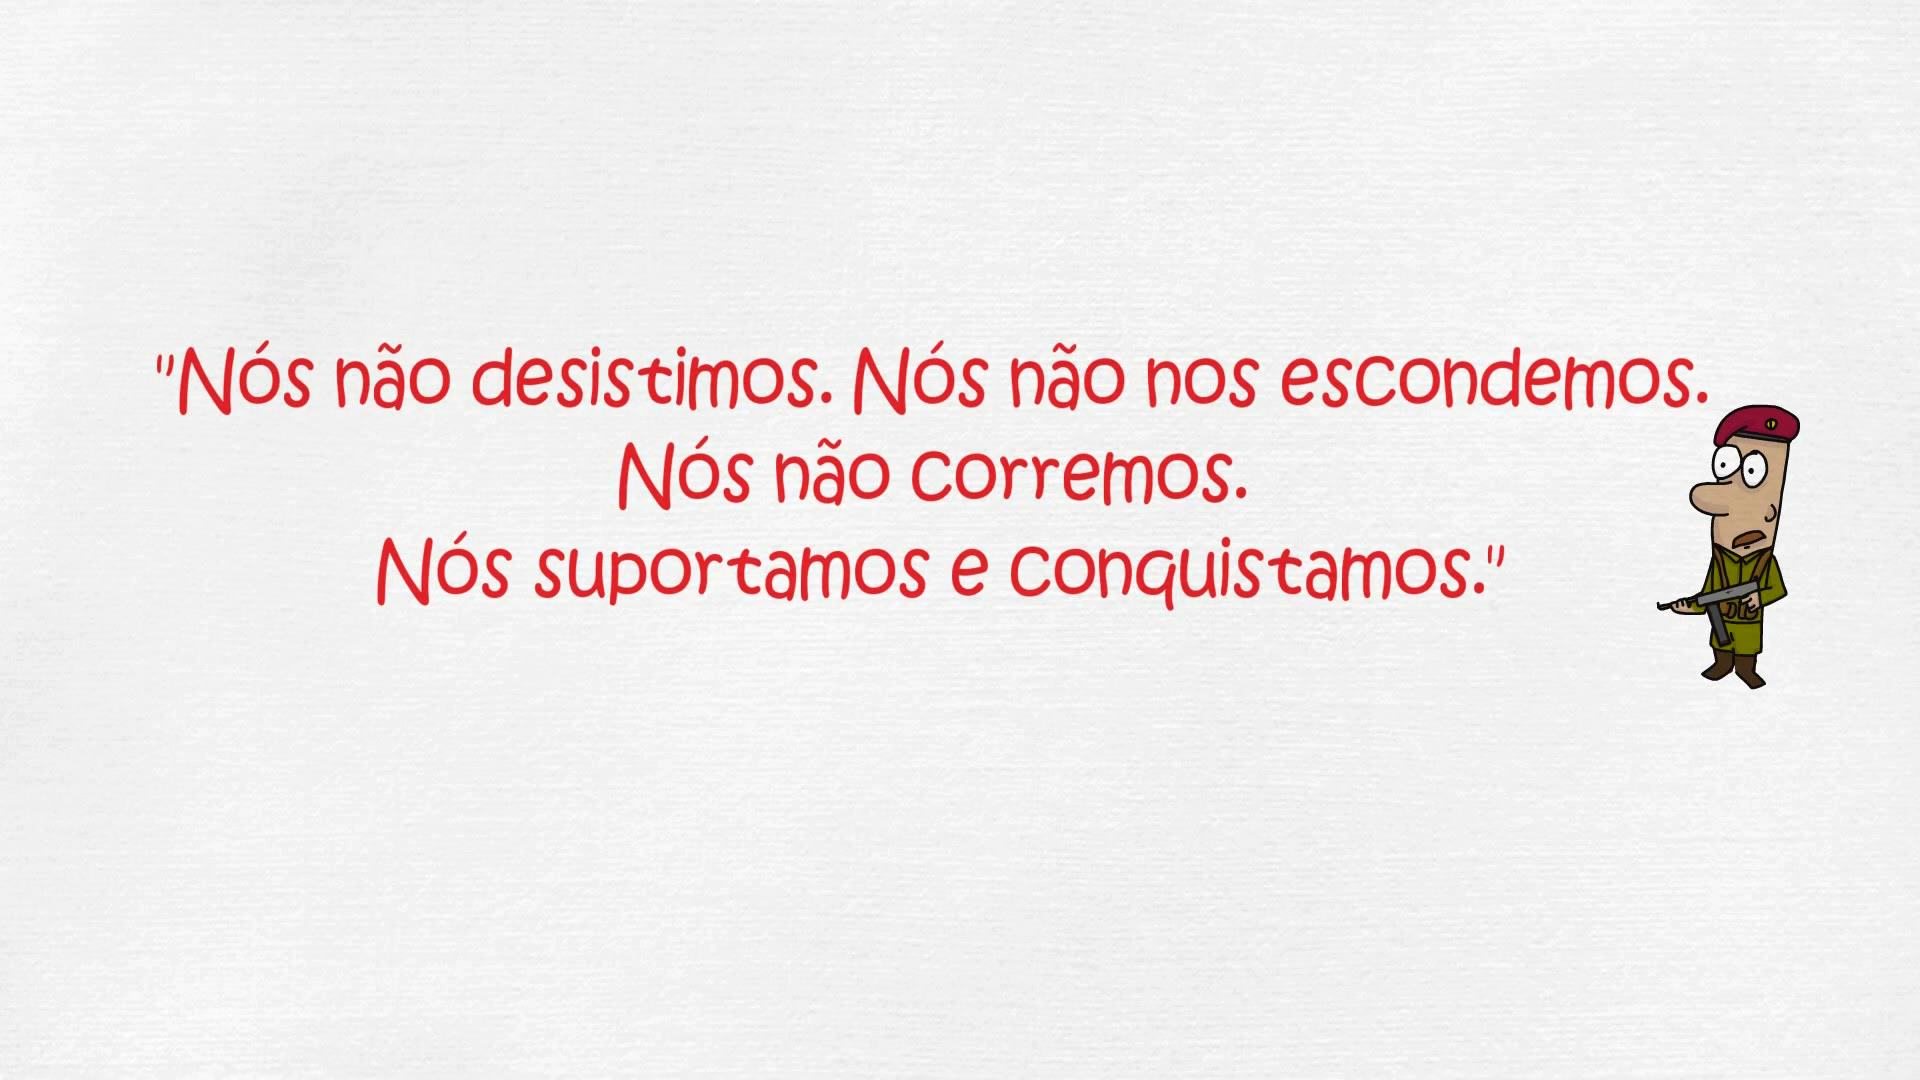 "Nós não desistimos. Nós não nos escondemos.
Nós não corremos.
Nós suportamos e conquistamos."